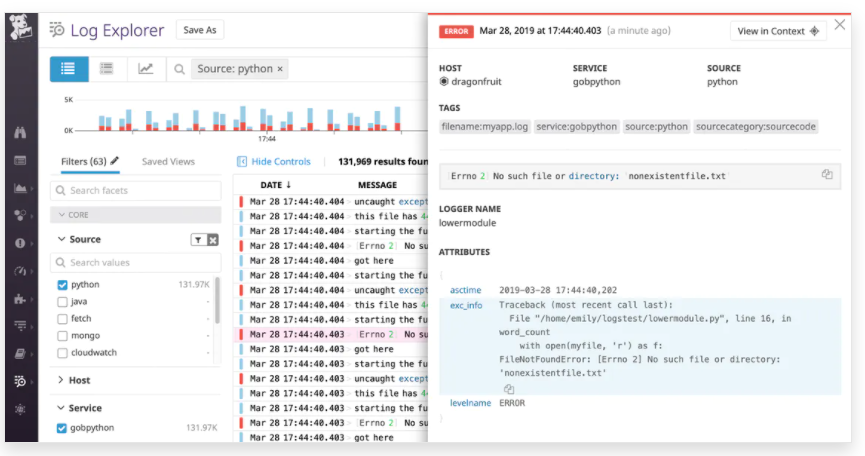 Log Explorer
Save As
Source: python ×
5K
0K
17:44
Filters (63)
Saved Views
Hide Controls
131,969 results foun
Search facets
CORE
Source
Search values
python 131.97K
java -
fetch -
mongo -
cloudwatch -
Host
Service
gobpython 131.97K
DATE ↓ MESSAGE
Mar 28 17:44:40.404 uncaught except
Mar 28 17:44:40.404 this file has 4
Mar 28 17:44:40.404 starting the fu
Mar 28 17:44:40.404 [Errno 2] No su
Mar 28 17:44:40.404 got here
Mar 28 17:44:40.404 starting the fu
Mar 28 17:44:40.404 uncaught except
Mar 28 17:44:40.404 this file has 4
Mar 28 17:44:40.404 starting the fu
Mar 28 17:44:40.403 [Errno 2] No su
Mar 28 17:44:40.403 got here
Mar 28 17:44:40.403 starting the fu
Mar 28 17:44:40.403 uncaught except
Mar 28 17:44:40.403 this file has 4
Mar 28 17:44:40.403 starting the fu
Mar 28 17:44:40.403 [Errno 2] No su
Mar 28 17:44:40.403 got here
ERROR Mar 28, 2019 at 17:44:40.403 (a minute ago)
View in Context
HOST SERVICE SOURCE
dragonfruit gobpython python
TAGS
filename:myapp.log service:gobpython source:python sourcecategory:sourcecode
[Errno 2] No such file or directory: 'nonexistentfile.txt'
LOGGER NAME
lowermodule
ATTRIBUTES
{
asctime 2019-03-28 17:44:40,202
exc_info Traceback (most recent call last):
File "/home/emily/logstest/lowermodule.py", line 16, in
word_count
with open(myfile, 'r') as f:
FileNotFoundError: [Errno 2] No such file or directory:
'nonexistentfile.txt'
levelname ERROR
}